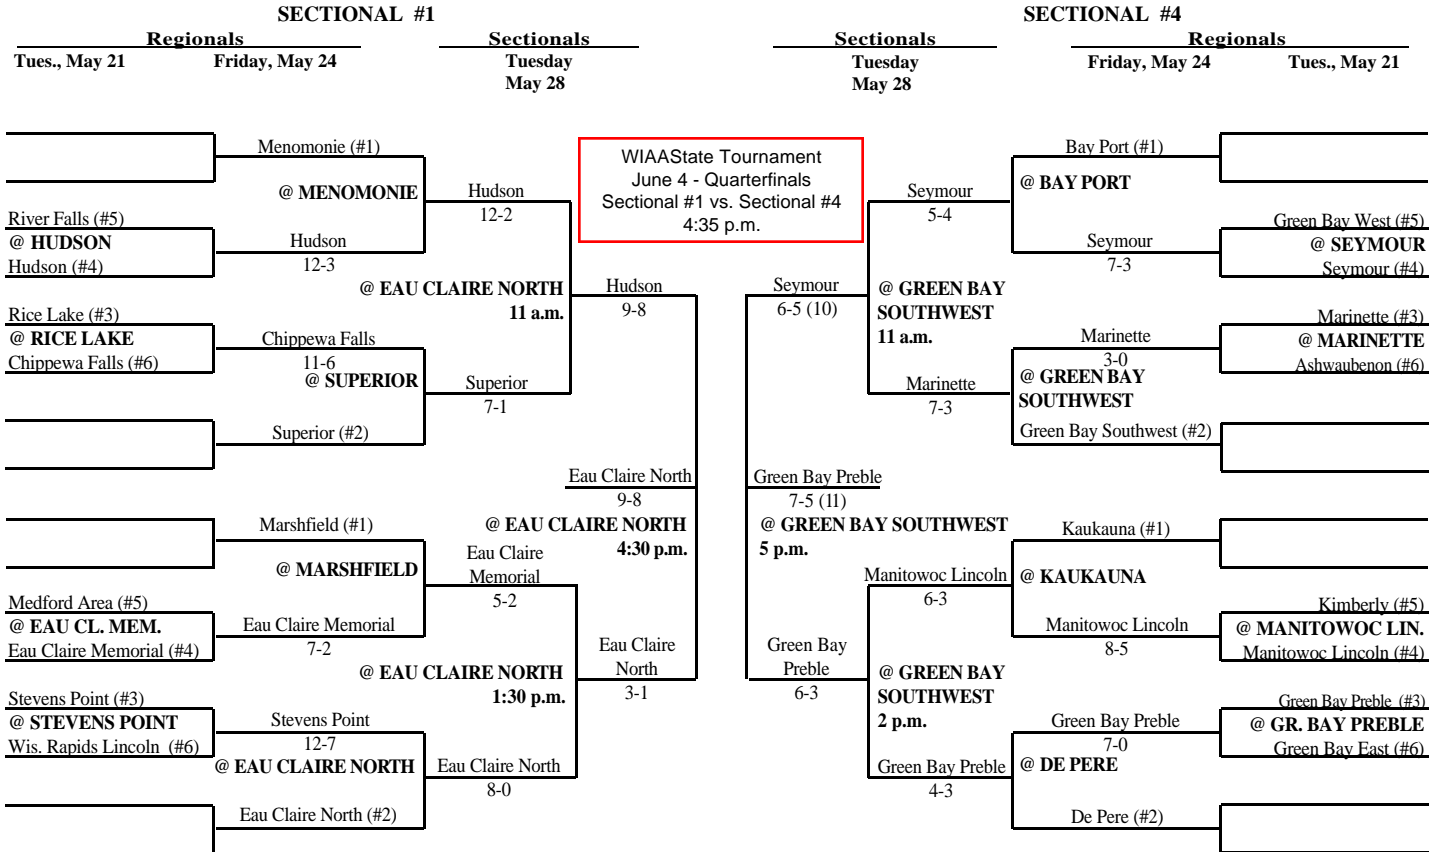 SECTIONAL #1
Regionals
Sectionals
Tues., May 21
Friday, May 24
Tuesday
May 28
Menomonie (#1)
@ MENOMONIE
River Falls (#5)
@ HUDSON
Hudson (#4)
Hudson
12-3
Hudson
12-2
Rice Lake (#3)
@ RICE LAKE
Chippewa Falls (#6)
Chippewa Falls
11-6
@ SUPERIOR
Superior (#2)
Superior
7-1
@ EAU CLAIRE NORTH
11 a.m.
Hudson
9-8
Marshfield (#1)
@ MARSHFIELD
Medford Area (#5)
@ EAU CL. MEM.
Eau Claire Memorial (#4)
Eau Claire Memorial
7-2
Eau Claire
Memorial
5-2
Stevens Point (#3)
@ STEVENS POINT
Wis. Rapids Lincoln (#6)
Stevens Point
12-7
@ EAU CLAIRE NORTH
Eau Claire North (#2)
Eau Claire North
8-0
@ EAU CLAIRE NORTH
1:30 p.m.
Eau Claire
North
3-1
Eau Claire North
9-8
@ EAU CLAIRE NORTH
4:30 p.m.
WIAAState Tournament
June 4 - Quarterfinals
Sectional #1 vs. Sectional #4
4:35 p.m.
SECTIONAL #4
Sectionals
Regionals
Tuesday
May 28
Friday, May 24
Tues., May 21
Bay Port (#1)
@ BAY PORT
Green Bay West (#5)
@ SEYMOUR
Seymour (#4)
Seymour
7-3
Seymour
5-4
Marinette (#3)
@ MARINETTE
Ashwaubenon (#6)
Marinette
3-0
@ GREEN BAY
SOUTHWEST
Green Bay Southwest (#2)
Marinette
7-3
@ GREEN BAY
SOUTHWEST
11 a.m.
Seymour
6-5 (10)
Green Bay Preble
7-5 (11)
@ GREEN BAY SOUTHWEST
5 p.m.
Kaukauna (#1)
@ KAUKAUNA
Kimberly (#5)
@ MANITOWOC LIN.
Manitowoc Lincoln (#4)
Manitowoc Lincoln
8-5
Manitowoc Lincoln
6-3
Green Bay Preble (#3)
@ GR. BAY PREBLE
Green Bay East (#6)
Green Bay Preble
7-0
@ DE PERE
De Pere (#2)
Green Bay Preble
4-3
@ GREEN BAY
SOUTHWEST
2 p.m.
Green Bay
Preble
6-3